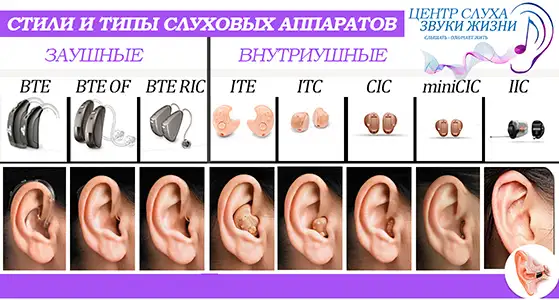 СТИЛИ И ТИПЫ СЛУХОВЫХ АППАРАТОВ
ЦЕНТР СЛУХА
ЗВУКИ ЖИЗНИ
СЛЫШАТЬ - ОЗНАЧАЕТ ЖИТЬ
ЗАУШНЫЕ
ВНУТРИУШНЫЕ
BTE
BTE OF
BTE RIC
ITE
ITC
CIC
miniCIC
IIC